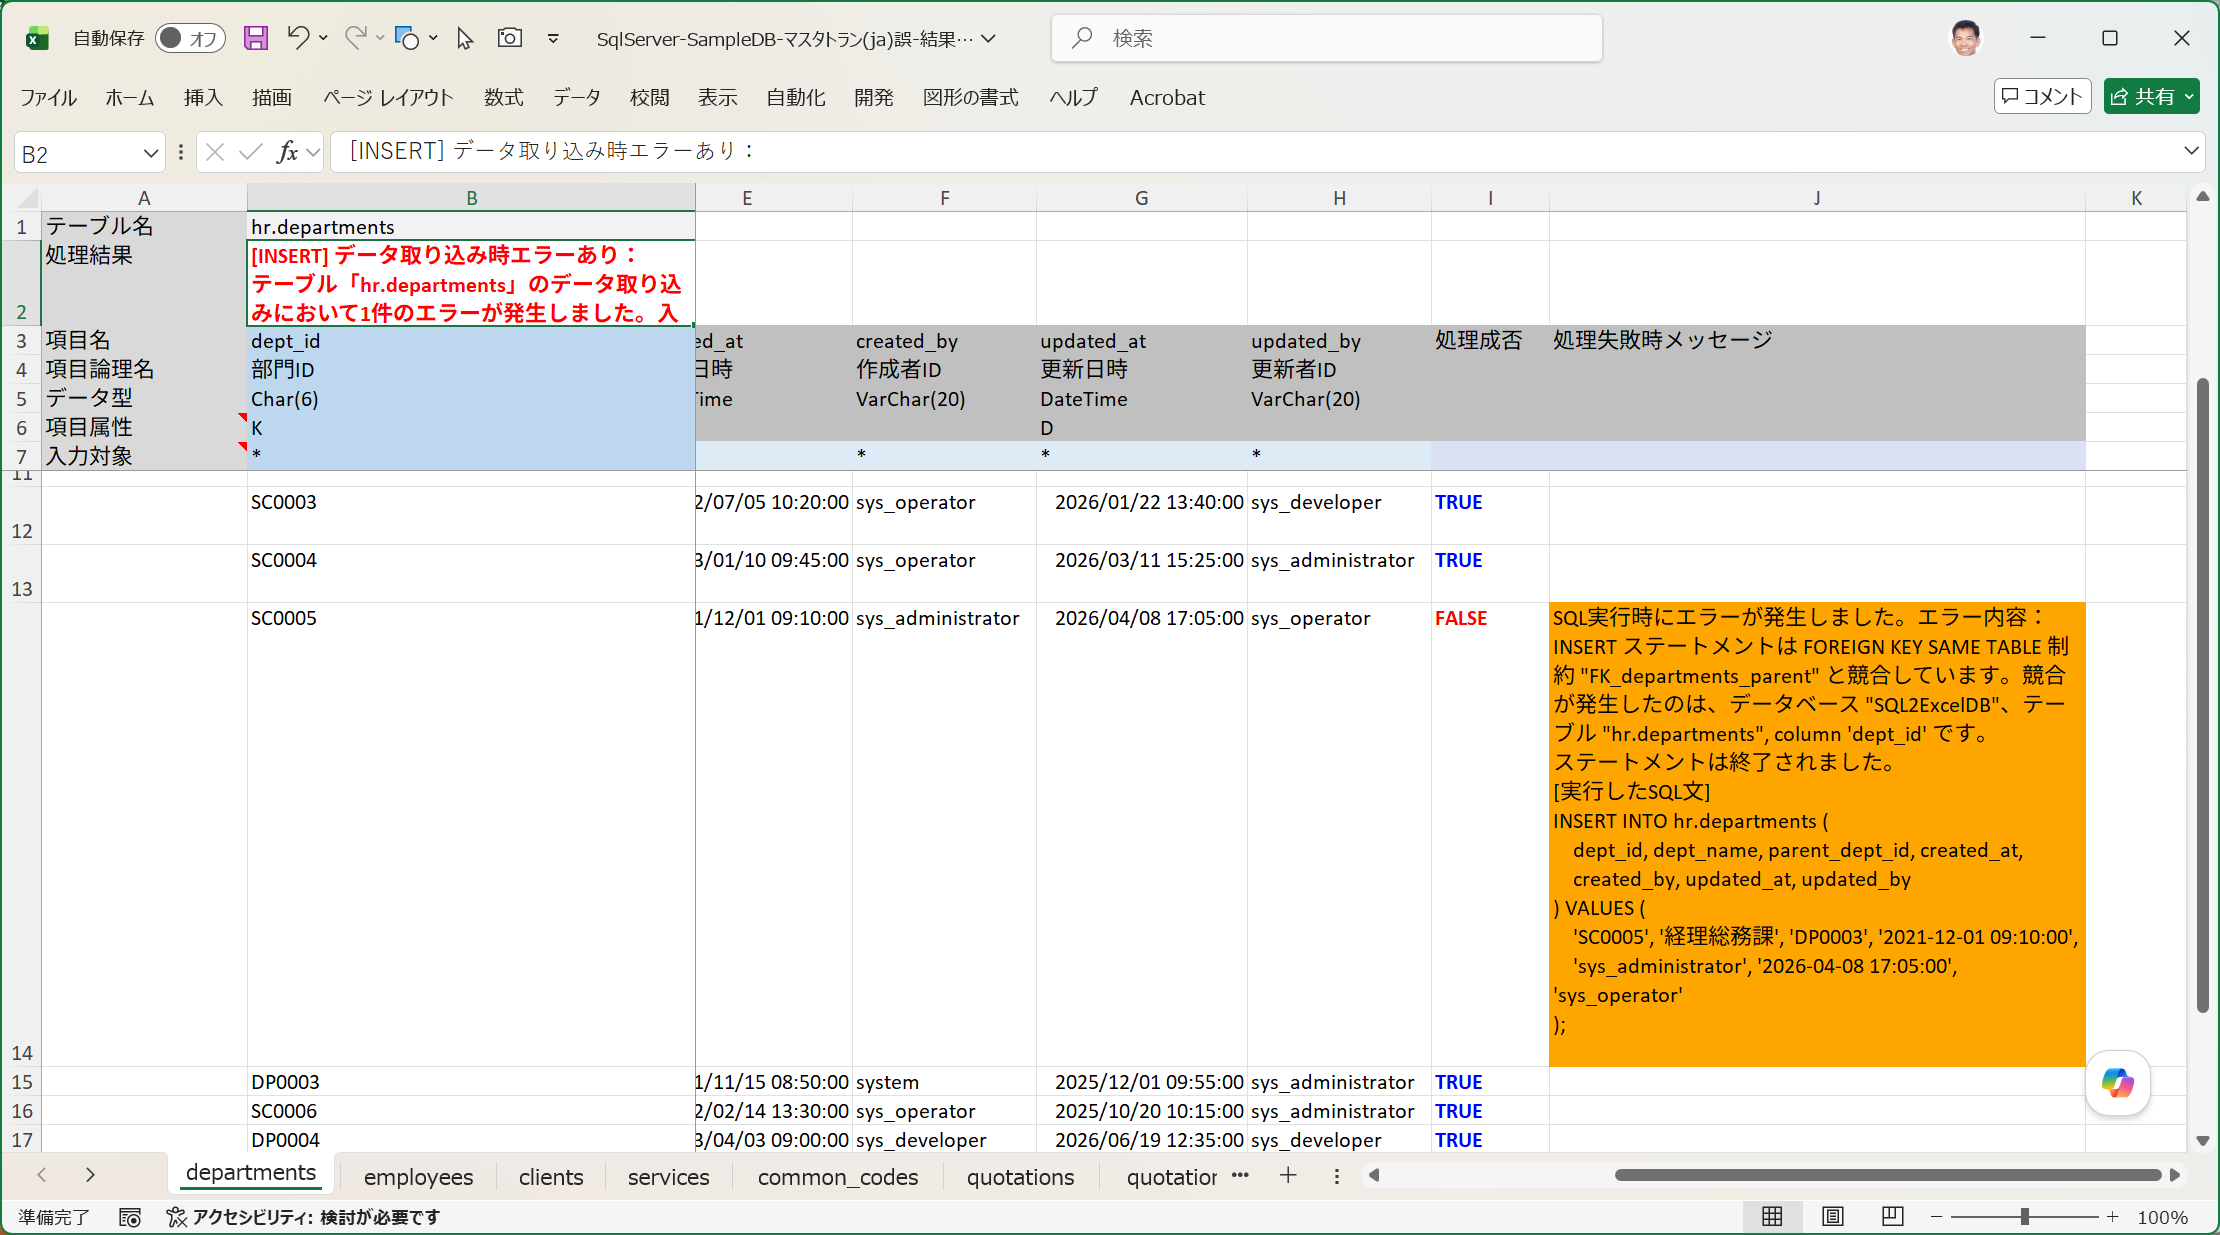 自動保存 オフ SqlServer-SampleDB-マスタトラン(ja)誤-結果… 検索
ファイル ホーム 挿入 描画 ページ レイアウト 数式 データ 校閲 表示 自動化 開発 図形の書式 ヘルプ Acrobat コメント 共有
B2 fx [INSERT] データ取り込み時エラーあり：
A B E F G H I J K
1 テーブル名 hr.departments
処理結果 [INSERT] データ取り込み時エラーあり：
テーブル「hr.departments」のデータ取り込
2 みにおいて1件のエラーが発生しました。入
3 項目名 dept_id ed_at created_by updated_at updated_by 処理成否 処理失敗時メッセージ
4 項目論理名 部門ID 日時 作成者ID 更新日時 更新者ID
5 データ型 Char(6) Time VarChar(20) DateTime VarChar(20)
6 項目属性 K D
7 入力対象 * * * *
11
12 SC0003 2/07/05 10:20:00 sys_operator 2026/01/22 13:40:00 sys_developer TRUE
13 SC0004 3/01/10 09:45:00 sys_operator 2026/03/11 15:25:00 sys_administrator TRUE
SC0005 1/12/01 09:10:00 sys_administrator 2026/04/08 17:05:00 sys_operator FALSE SQL実行時にエラーが発生しました。エラー内容：
INSERT ステートメントは FOREIGN KEY SAME TABLE 制
約 "FK_departments_parent" と競合しています。競合
が発生したのは、データベース "SQL2ExcelDB"、テー
ブル "hr.departments", column 'dept_id' です。
ステートメントは終了されました。
[実行したSQL文]
INSERT INTO hr.departments (
dept_id, dept_name, parent_dept_id, created_at,
created_by, updated_at, updated_by
) VALUES (
'SC0005', '経理総務課', 'DP0003', '2021-12-01 09:10:00',
'sys_administrator', '2026-04-08 17:05:00',
'sys_operator'
);
14
15 DP0003 1/11/15 08:50:00 system 2025/12/01 09:55:00 sys_administrator TRUE
16 SC0006 2/02/14 13:30:00 sys_operator 2025/10/20 10:15:00 sys_administrator TRUE
17 DP0004 3/04/03 09:00:00 sys_developer 2026/06/19 12:35:00 sys_developer TRUE
departments employees clients services common_codes quotations quotation ···
準備完了 アクセシビリティ: 検討が必要です 100%